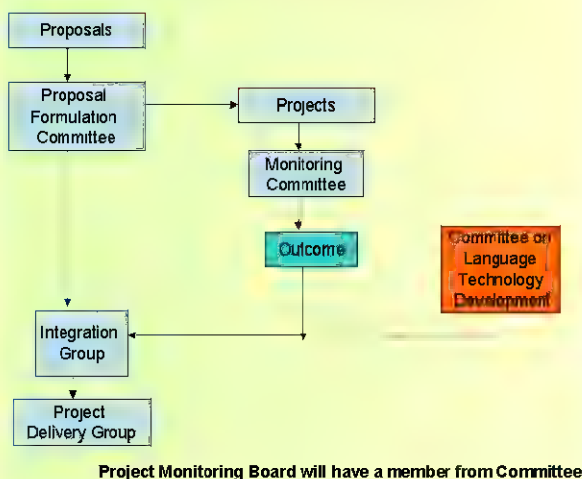 Proposals
Proposal
Formulation
Committee
Projects
Monitoring
Committee
Outcome
Committee on
Language
Technology
Development
Integration
Group
Project
Delivery Group
Project Monitoring Board will have a member from Committee